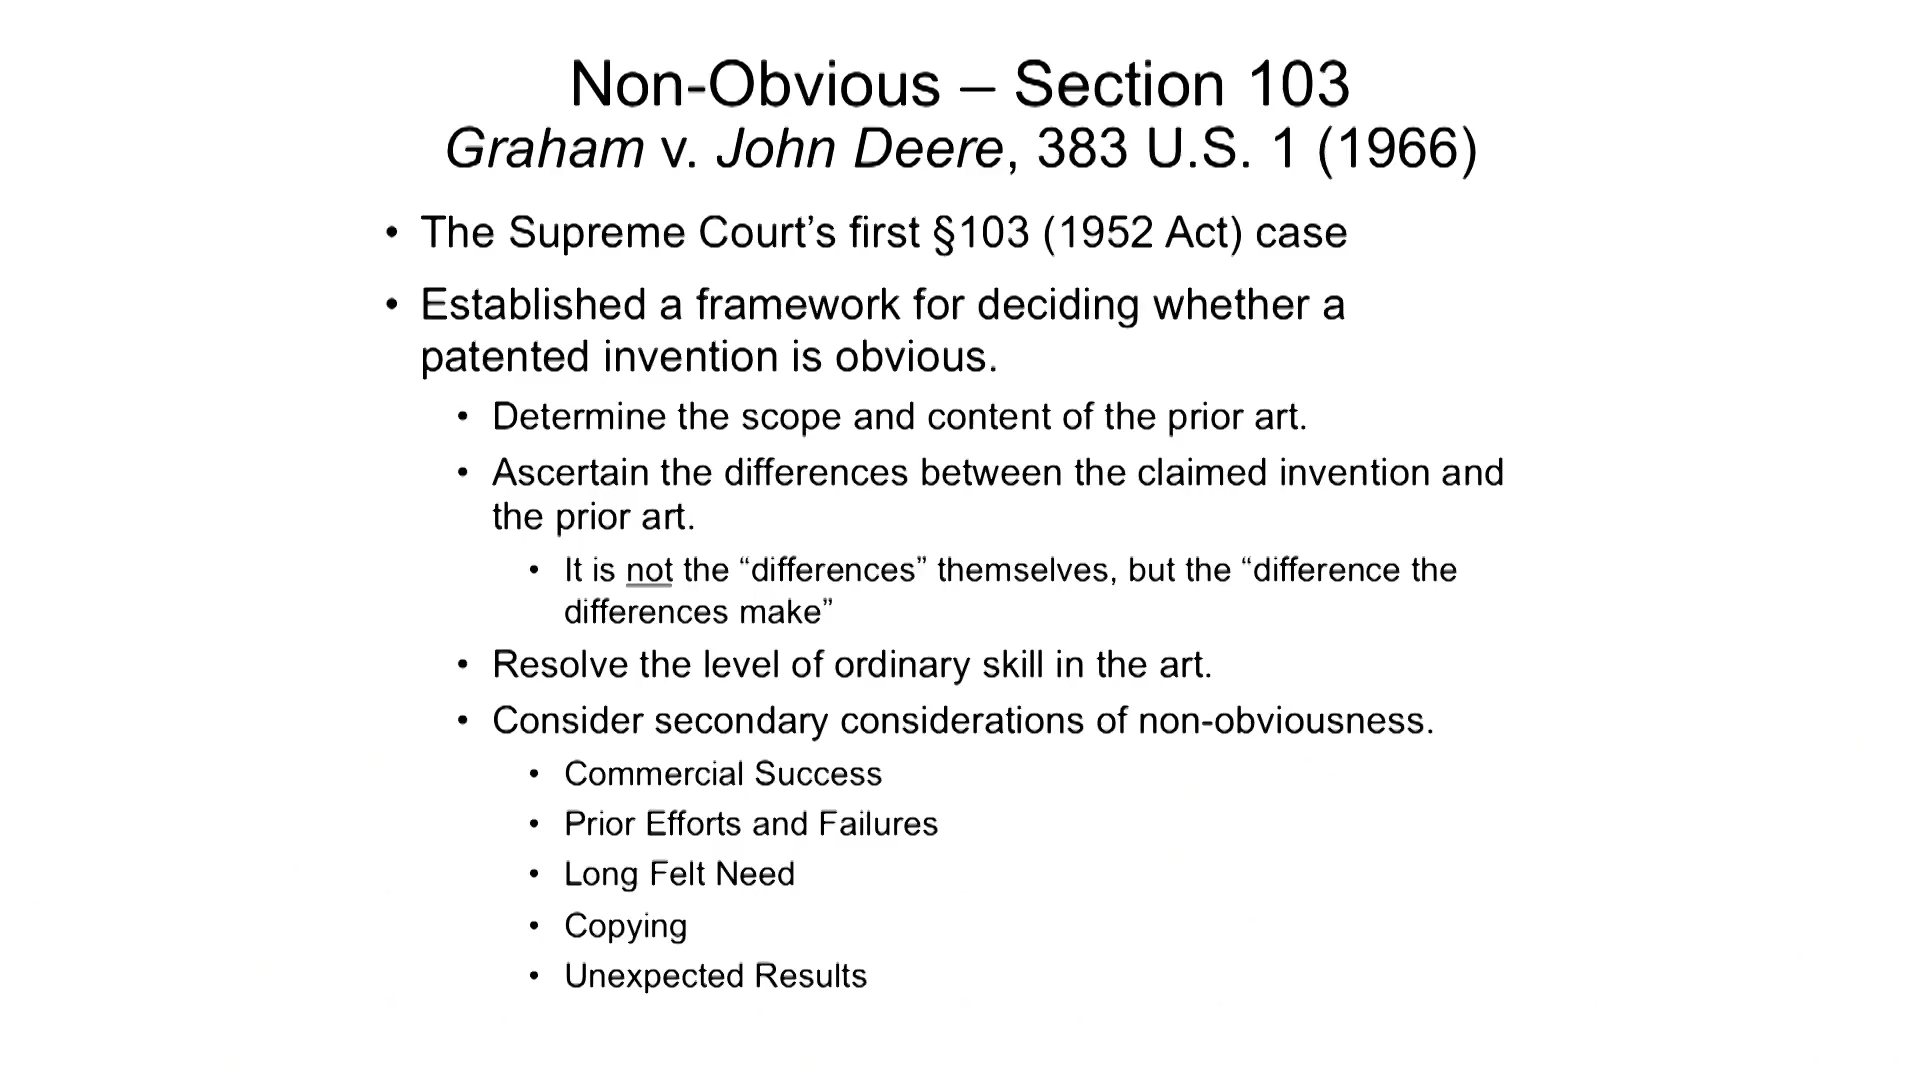 Non-Obvious – Section 103
Graham v. John Deere, 383 U.S. 1 (1966)
• The Supreme Court’s first §103 (1952 Act) case
• Established a framework for deciding whether a
patented invention is obvious.
• Determine the scope and content of the prior art.
• Ascertain the differences between the claimed invention and
the prior art.
• It is not the “differences” themselves, but the “difference the
differences make”
• Resolve the level of ordinary skill in the art.
• Consider secondary considerations of non-obviousness.
• Commercial Success
• Prior Efforts and Failures
• Long Felt Need
• Copying
• Unexpected Results